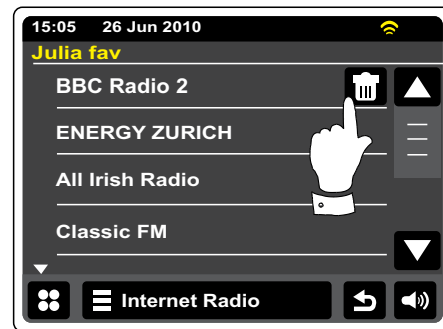 15:05 26 Jun 2010
Julia fav
BBC Radio 2
ENERGY ZURICH
All Irish Radio
Classic FM
Internet Radio